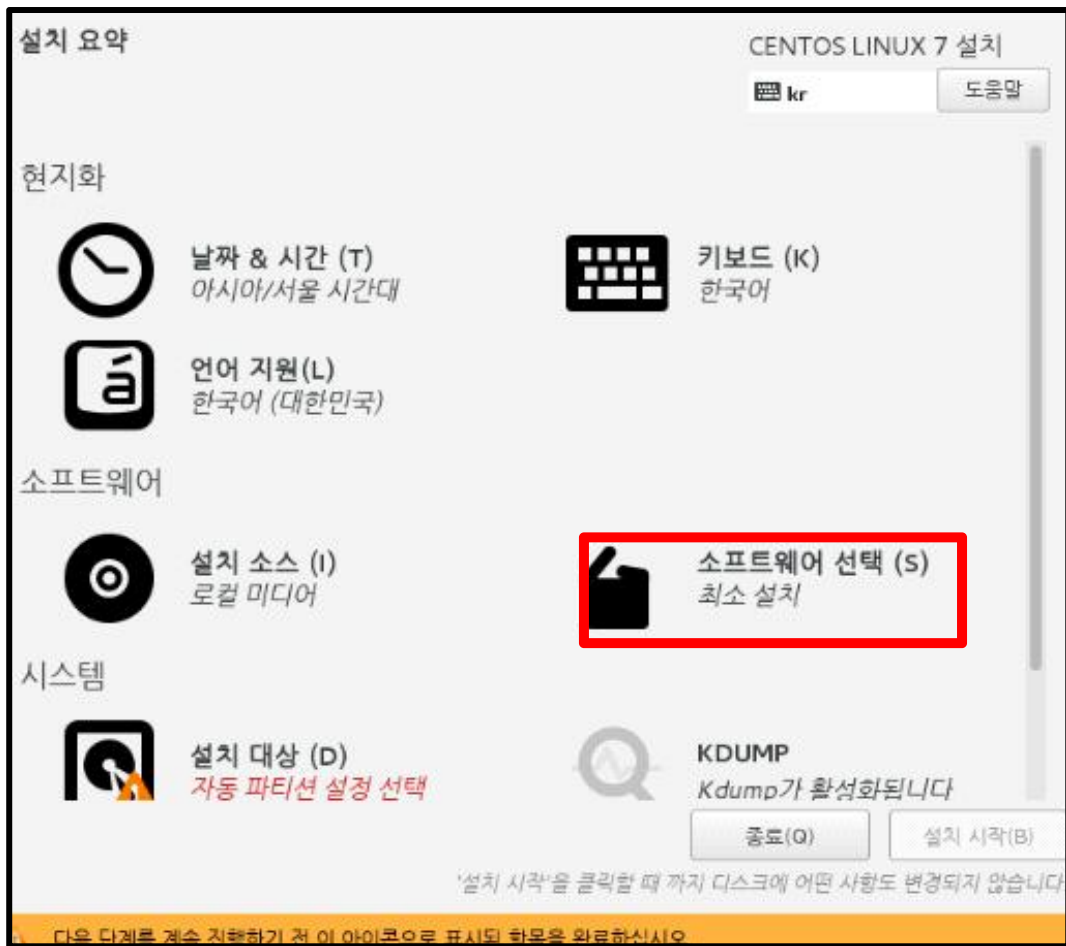 설치 요약
CENTOS LINUX 7 설치
kr
도움말
현지화
날짜 & 시간 (T)
아시아/서울 시간대
키보드 (K)
한국어
언어 지원(L)
한국어 (대한민국)
소프트웨어
설치 소스 (I)
로컬 미디어
소프트웨어 선택 (S)
최소 설치
시스템
설치 대상 (D)
자동 파티션 설정 선택
KDUMP
Kdump가 활성화됩니다
종료(Q)
설치 시작(B)
'설치 시작'을 클릭할 때 까지 디스크에 어떤 사항도 변경되지 않습니다
다음 단계를 계속 진행하기 전 이 아이콘으로 표시된 항목을 완료하십시오